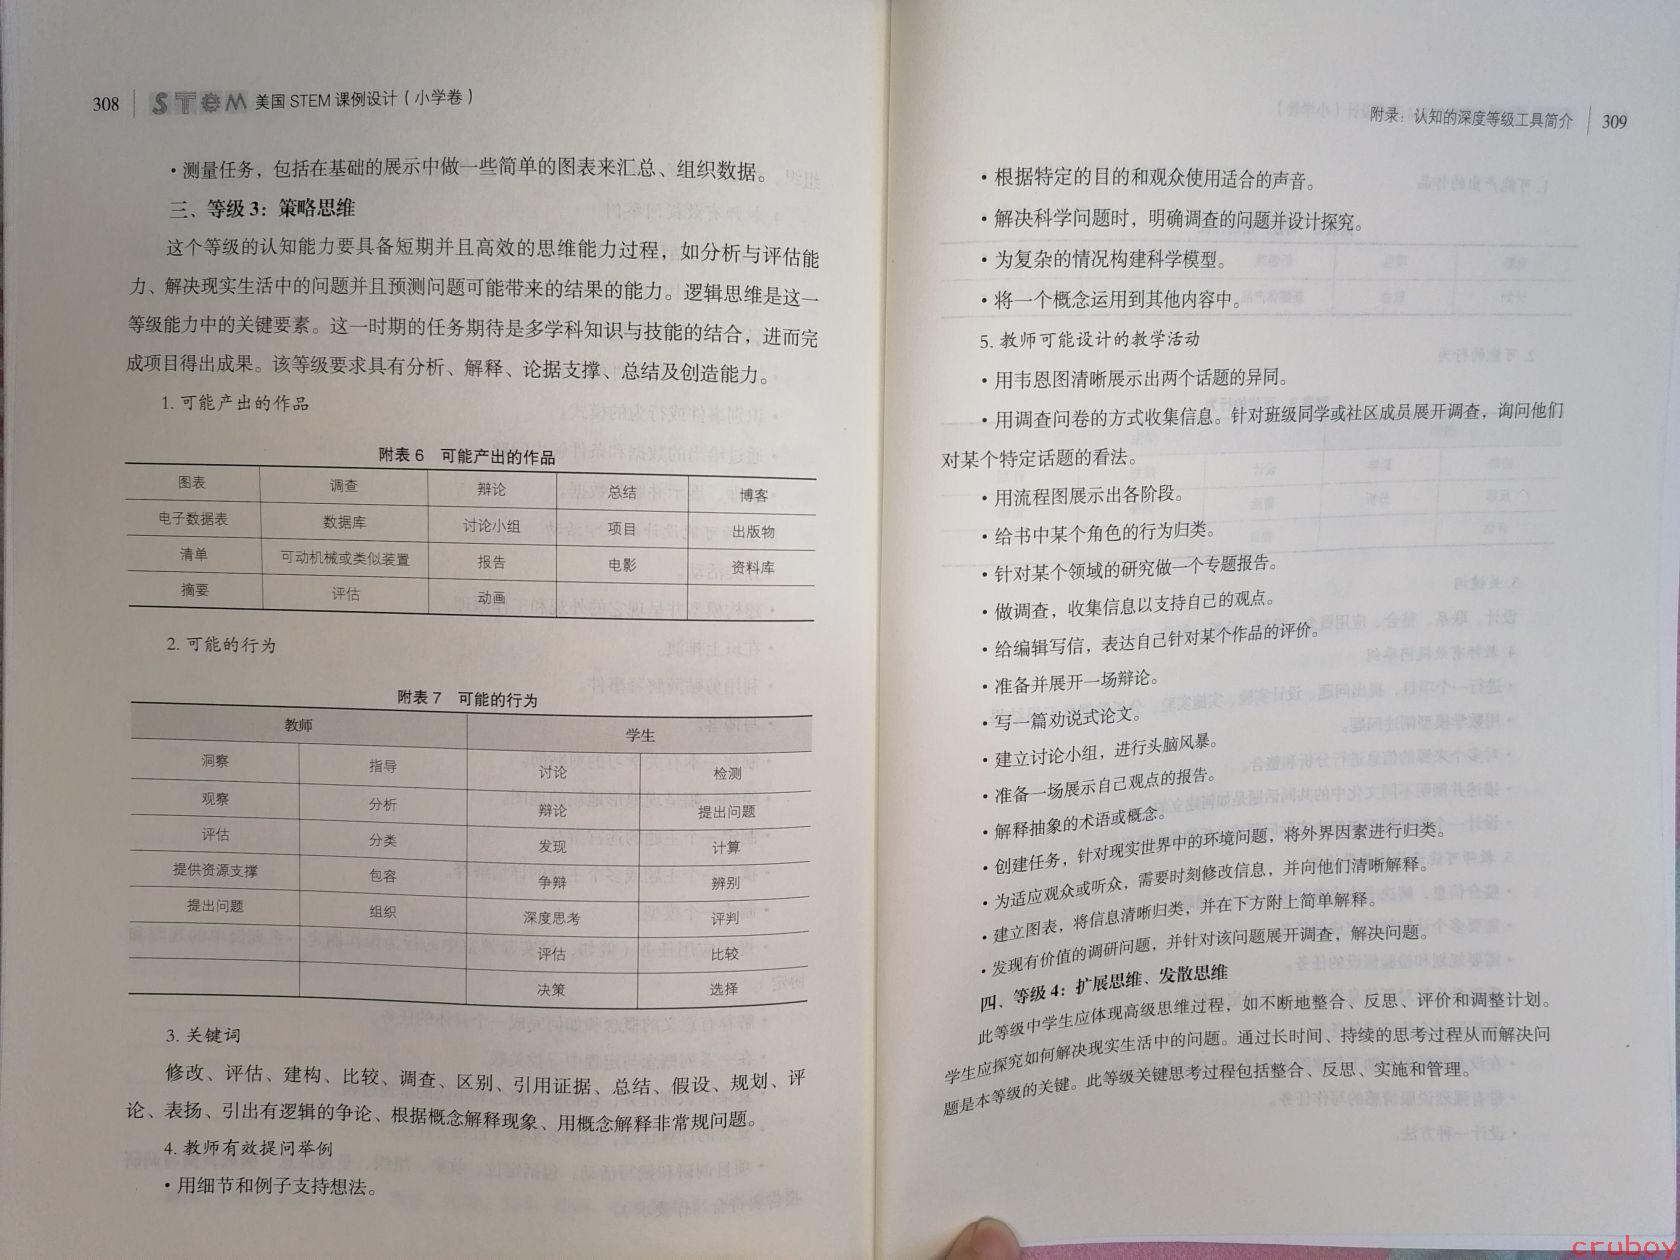 308 STEM 美国 STEM 课例设计（小学卷）
·测量任务，包括在基础的展示中做一些简单的图表来汇总、组织数据。
三、等级 3：策略思维
这个等级的认知能力要具备短期并且高效的思维能力过程，如分析与评估能
力、解决现实生活中的问题并且预测问题可能带来的结果的能力。逻辑思维是这一
等级能力中的关键要素。这一时期的任务期待是多学科知识与技能的结合，进而完
成项目得出成果。该等级要求具有分析、解释、论据支撑、总结及创造能力。
1. 可能产出的作品
附表 6 可能产出的作品
图表 调查 辩论 总结 博客
电子数据表 数据库 讨论小组 项目 出版物
清单 可动机械或类似装置 报告 电影 资料库
摘要 评估 动画
2. 可能的行为
附表 7 可能的行为
教师 学生
洞察 指导 讨论 检测
观察 分析 辩论 提出问题
评估 分类 发现 计算
提供资源支撑 包容 争辩 辨别
提出问题 组织 深度思考 评判
评估 比较
决策 选择
3. 关键词
修改、评估、建构、比较、调查、区别、引用证据、总结、假设、规划、评
论、表扬、引出有逻辑的争论、根据概念解释现象、用概念解释非常规问题。
4. 教师有效提问举例
·用细节和例子支持想法。
附录：认知的深度等级工具简介 309
·根据特定的目的和观众使用适合的声音。
·解决科学问题时，明确调查的问题并设计探究。
·为复杂的情况构建科学模型。
·将一个概念运用到其他内容中。
5. 教师可能设计的教学活动
·用韦恩图清晰展示出两个话题的异同。
·用调查问卷的方式收集信息。针对班级同学或社区成员展开调查，询问他们
对某个特定话题的看法。
·用流程图展示出各阶段。
·给书中某个角色的行为归类。
·针对某个领域的研究做一个专题报告。
·做调查，收集信息以支持自己的观点。
·给编辑写信，表达自己针对某个作品的评价。
·准备并展开一场辩论。
·写一篇劝说式论文。
·建立讨论小组，进行头脑风暴。
·准备一场展示自己观点的报告。
·解释抽象的术语或概念。
·创建任务，针对现实世界中的环境问题，将外界因素进行归类。
·为适应观众或听众，需要时刻修改信息，并向他们清晰解释。
·建立图表，将信息清晰归类，并在下方附上简单解释。
·发现有价值的调研问题，并针对该问题展开调查，解决问题。
四、等级 4：扩展思维、发散思维
此等级中学生应体现高级思维过程，如不断地整合、反思、评价和调整计划。
学生应探究如何解决现实生活中的问题。通过长时间、持续的思考过程从而解决问
题是本等级的关键。此等级关键思考过程包括整合、反思、实施和管理。
cruboy